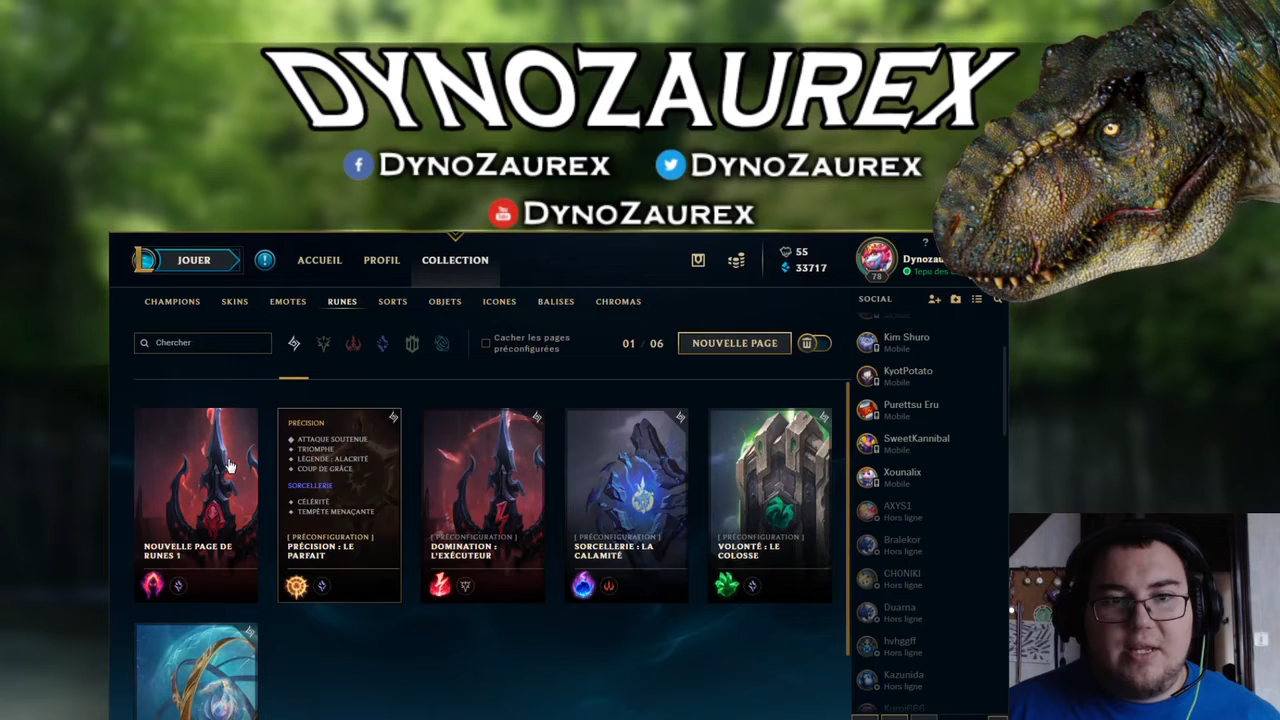 DYNOZAUREX
DYNOZAUREX
DYNOZAUREX
DYNOZAUREX
JOUER
ACCUEIL
PROFIL
COLLECTION
55
33717
?
78
CHAMPIONS
SKINS
EMOTES
RUNES
SORTS
OBJETS
ICONES
BALISES
CHROMAS
SOCIAL
Chercher
Cacher les pages
préconfigurées
01 / 06
NOUVELLE PAGE
Kim Shuro
Mobile
KyotPotato
Mobile
Purettsu Eru
Mobile
SweetKannibal
Mobile
Xounalix
Mobile
AXYS1
Hors ligne
Bralekor
Hors ligne
CHONIKI
Hors ligne
Duarna
Hors ligne
hvhggff
Hors ligne
Kazunida
Hors ligne
NOUVELLE PAGE DE
RUNES 1
PRÉCISION
ATTAQUE SOUTENUE
TRIOMPHE
LÉGENDE : ALACRITÉ
COUP DE GRÂCE
SORCELLERIE
CÉLÉRITÉ
TEMPÊTE MENAÇANTE
[ PRÉCONFIGURATION ]
PRÉCISION : LE
PARFAIT
[ PRÉCONFIGURATION ]
DOMINATION :
L'EXÉCUTEUR
[ PRÉCONFIGURATION ]
SORCELLERIE : LA
CALAMITÉ
[ PRÉCONFIGURATION ]
VOLONTÉ : LE
COLOSSE